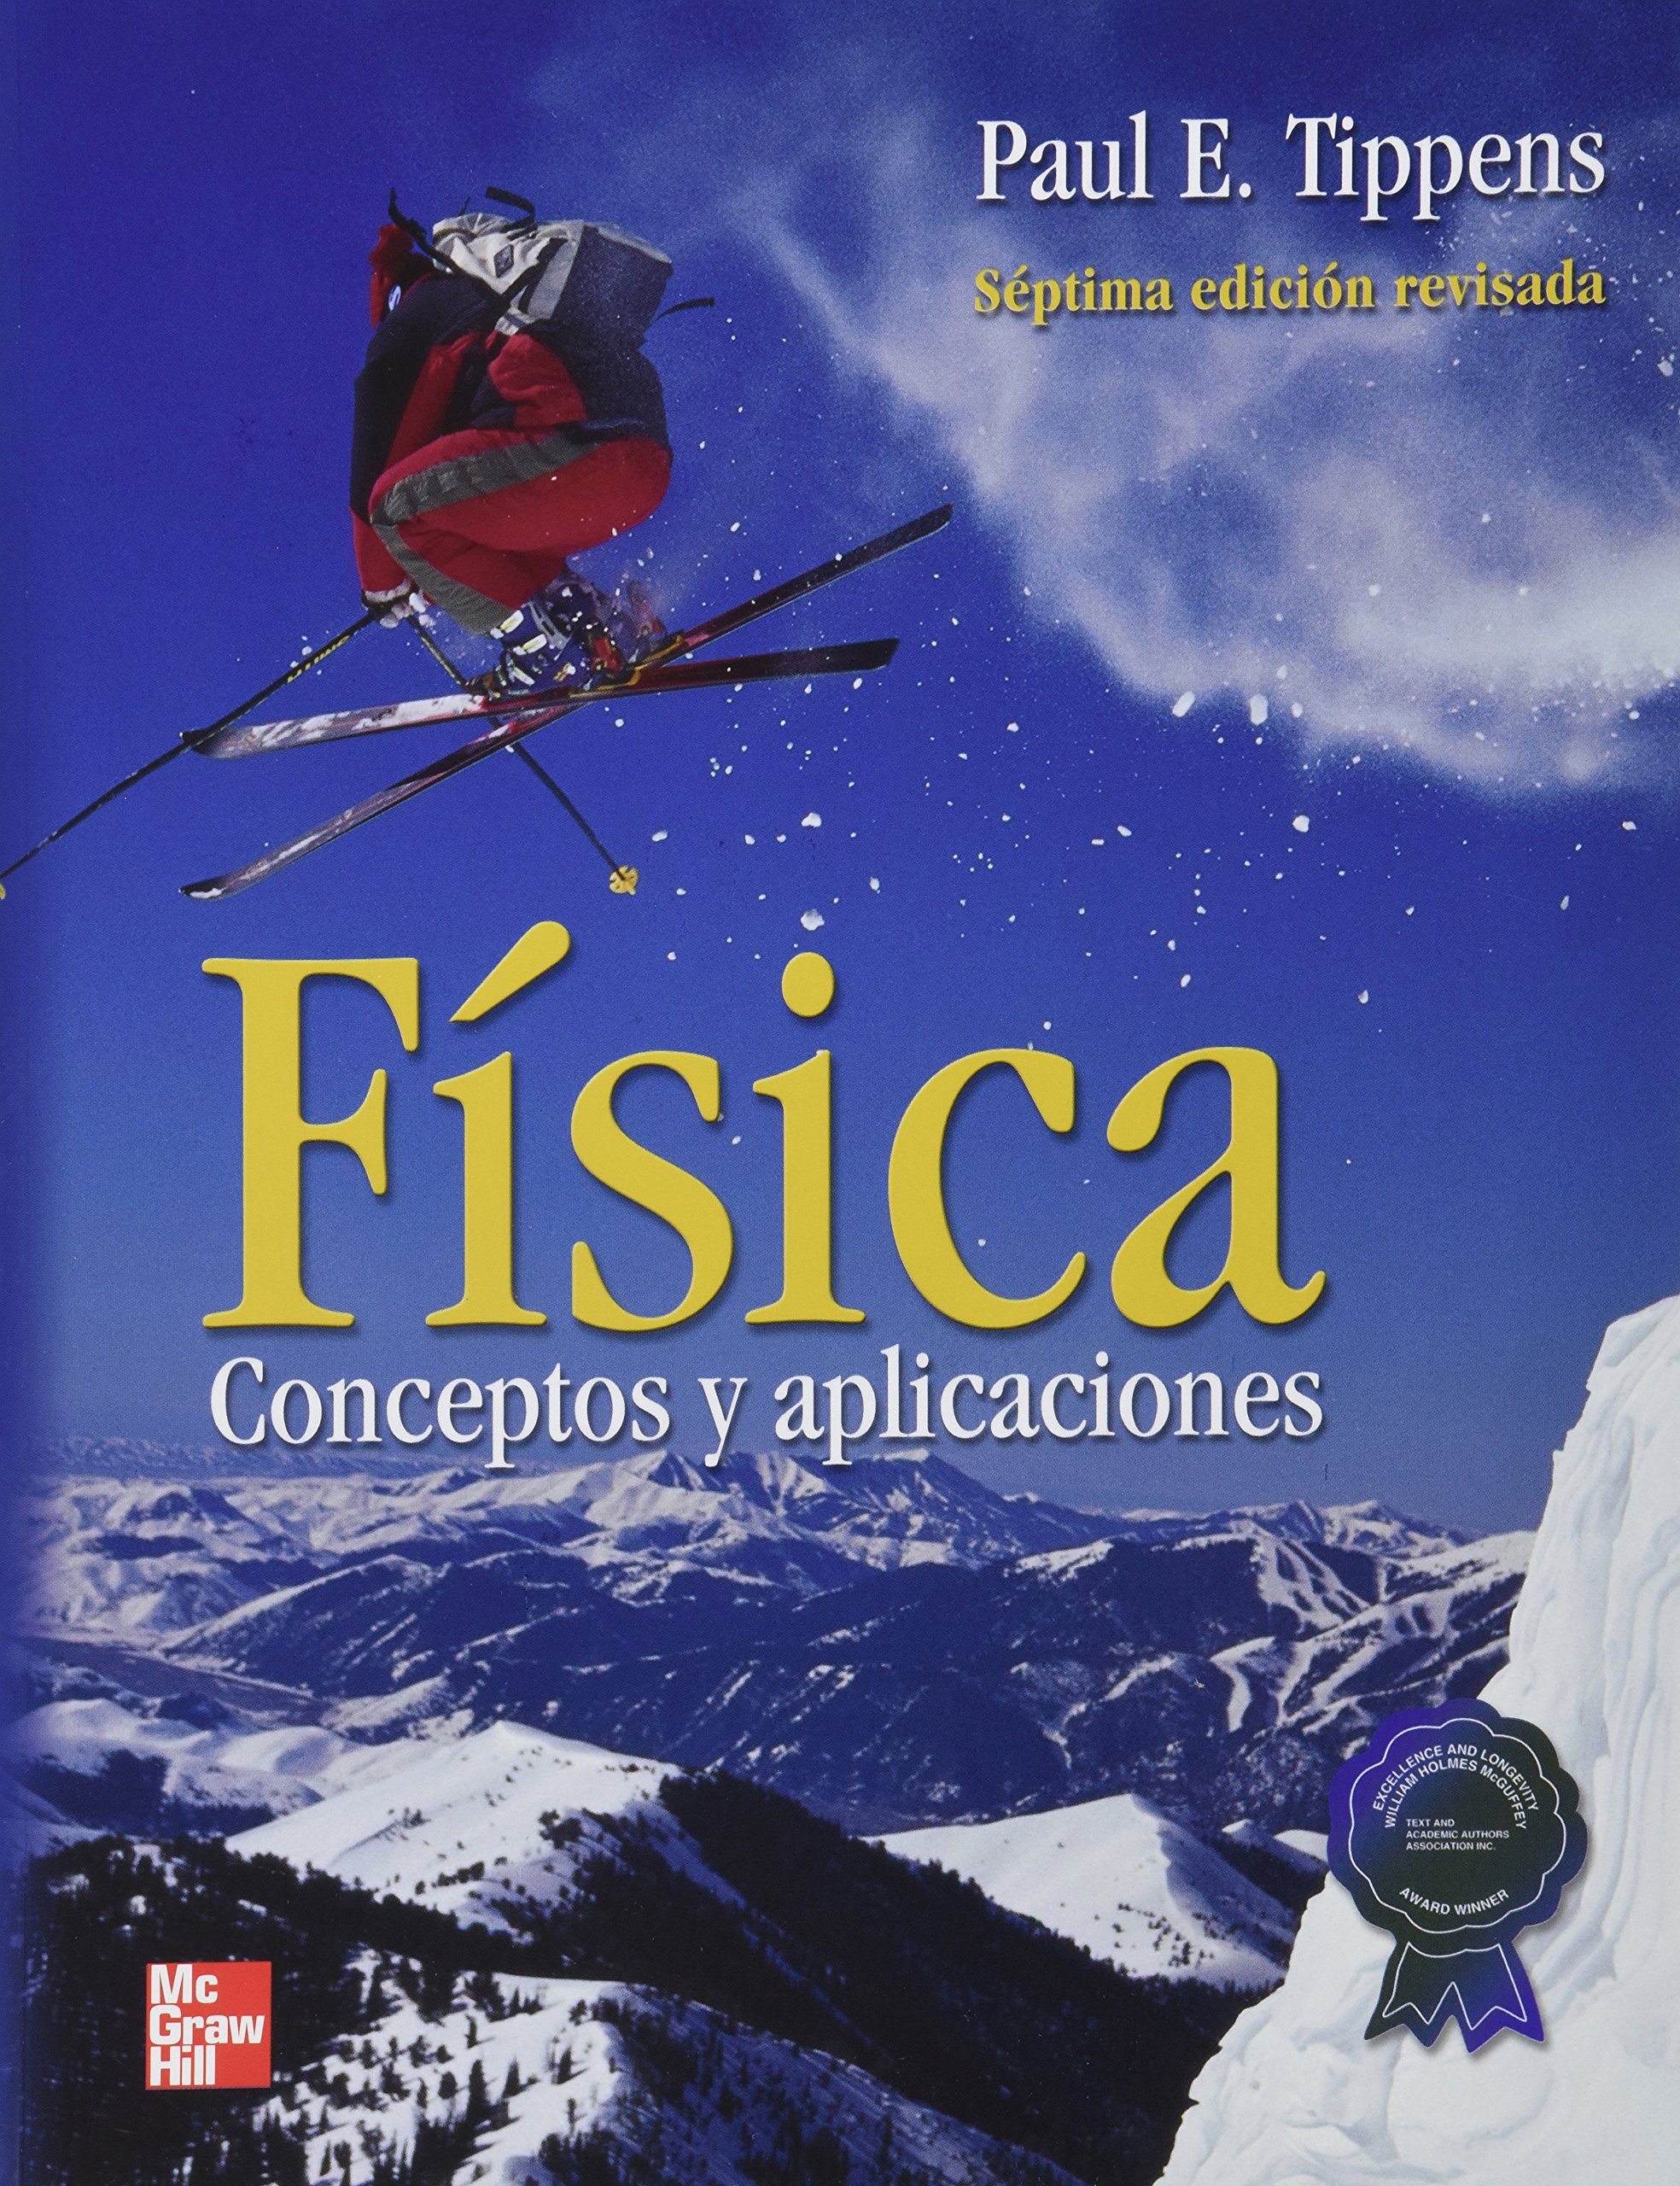 Paul E. Tippens
Séptima edición revisada
Física
Conceptos y aplicaciones
EXCELLENCE AND LONGEVITY
WILLIAM HOLMES McGUFFEY
TEXT AND
ACADEMIC AUTHORS
ASSOCIATION INC.
AWARD WINNER
Mc
Graw
Hill